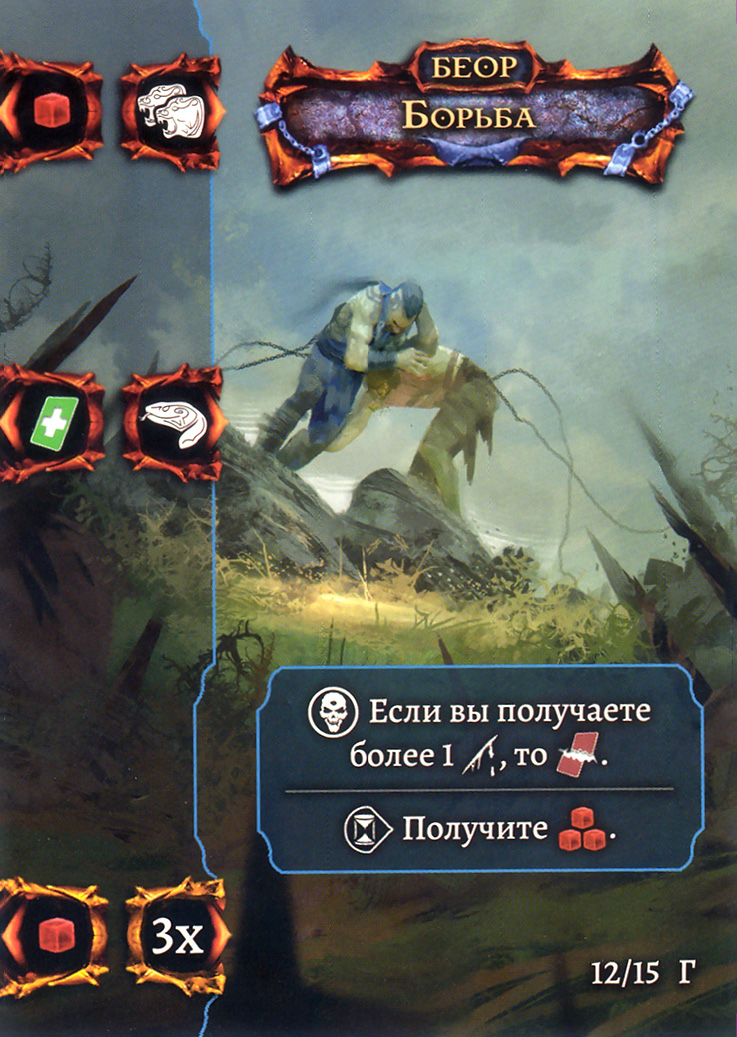 БЕОР
БОРЬБА
Если вы получаете
более 1 , то .
Получите .
3x
12/15 Г